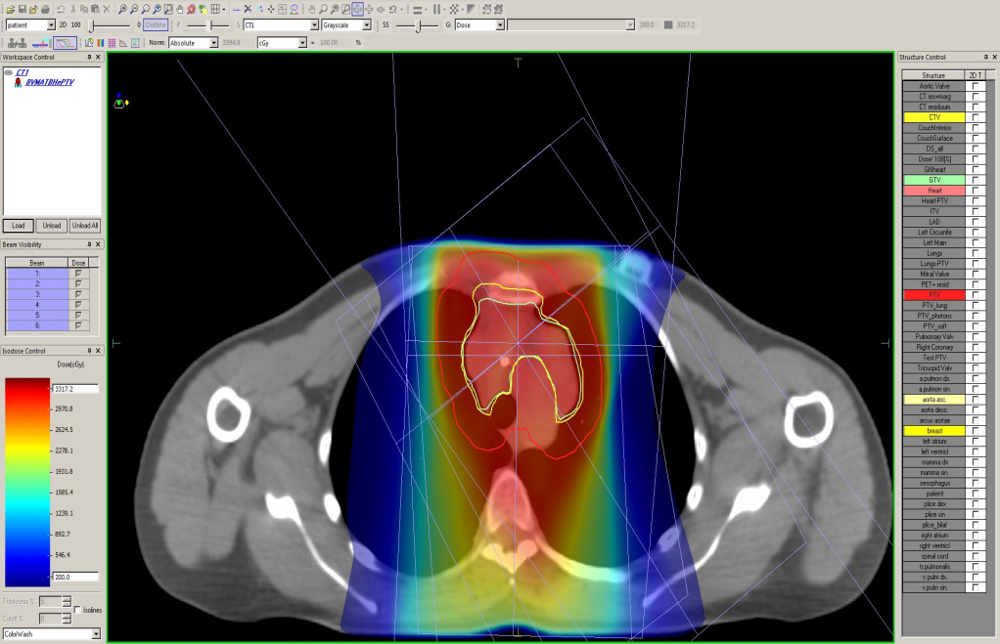 patient 2D 100 0 Outline P S CT1 Grayscale SS G: Dose 200.0 3317.2
Norm: Absolute 3394.9 cGy = 100.00 %
Workspace Control
CT1
BVMATBHnPTV
Load Unload Unload All
Beam Visibility
Beam Dose
1:
2:
3:
4:
5:
6:
Isodose Control
Dose[cGy]
3317.2
2970.8
2624.5
2278.1
1931.8
1585.4
1239.1
892.7
546.4
200.0
Thickness % 5
Cutoff % 0
Isolines
ColorWash
Structure Control
Structure 2D T
Aortic Valve
CT res+marg
CT residuum
CTV
CouchInterior
CouchSurface
DS_all
Dose' 108[%]
GNheart
GTV
Heart
Heart-PTV
ITV
LAD
Left Circumfle
Left Main
Lungs
Lungs-PTV
Mitral Valve
PET+ resid
PTV
PTV_lung
PTV_photons
PTV_soft
Pulmonary Valv
Right Coronary
Test PTV
Tricuspid Valv
a.pulmon dx.
a.pulmon sin.
aorta asc.
aorta desc.
arcus aortae
breast
left atrium
left ventricl
mamma dx
mamma sin.
oesophagus
patient
plice dex
plice sin
plice_bilat
right atrium
right ventricl
spinal cord
tr.pulmonalis
v.pulm dx.
v.pulm sin.